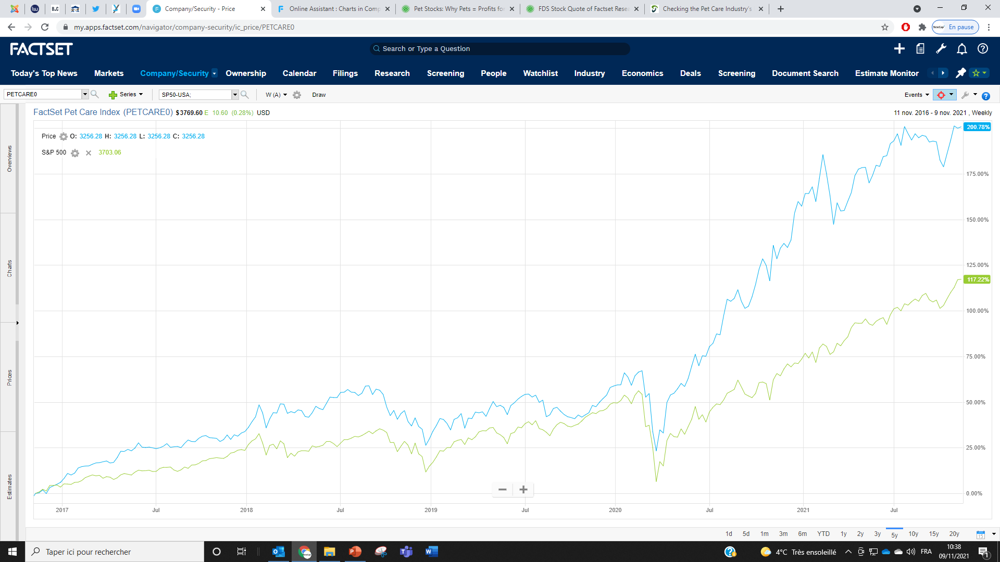 B.C
Company/Security - Price
Online Assistant : Charts in Comp
Pet Stocks: Why Pets = Profits for
FDS Stock Quote of Factset Rese
Checking the Pet Care Industry's
my.apps.factset.com/navigator/company-security/ic_price/PETCARE0
NewCap
En pause
FACTSET
Search or Type a Question
Today's Top News Markets Company/Security Ownership Calendar Filings Research Screening People Watchlist Industry Economics Deals Screening Document Search Estimate Monitor
PETCARE0 Series SP50-USA; W (A) Draw Events
FactSet Pet Care Index (PETCARE0) $3769.60 E 10.60 (0.28%) USD
11 nov. 2016 - 9 nov. 2021 , Weekly
Price O: 3256.28 H: 3256.28 L: 3256.28 C: 3256.28
S&P 500 3703.06
200.78%
175.00%
150.00%
125.00%
117.22%
100.00%
75.00%
50.00%
25.00%
0.00%
Overviews
Charts
Prices
Estimates
2017 Jul 2018 Jul 2019 Jul 2020 Jul 2021 Jul
1d 5d 1m 3m 6m YTD 1y 2y 3y 5y 10y 15y 20y
15
Taper ici pour rechercher
4°C Très ensoleillé
FRA
10:38
09/11/2021
1